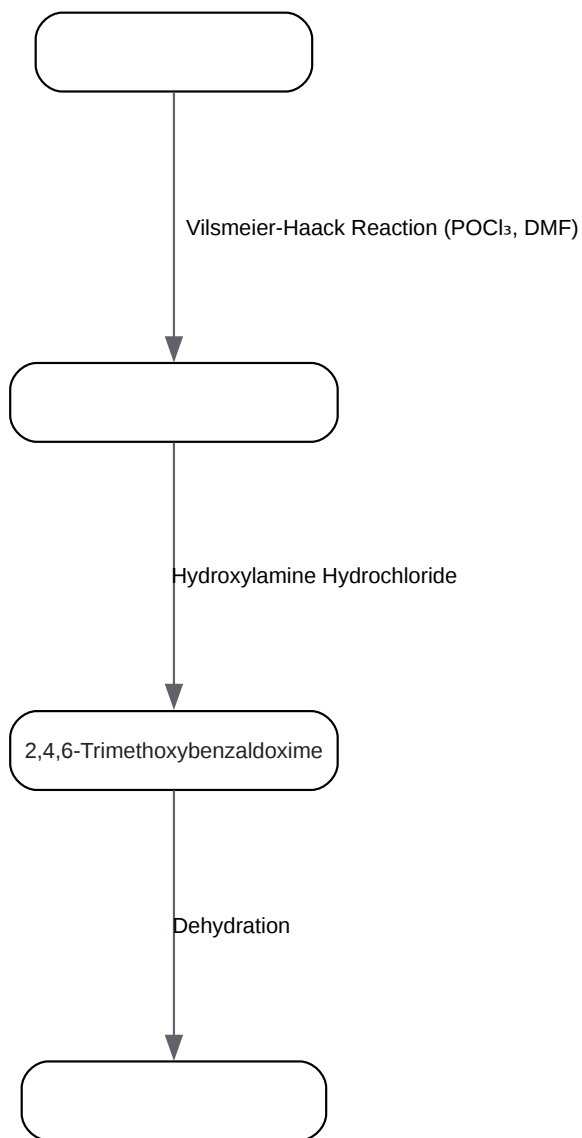 Vilsmeier-Haack Reaction (POCl₃, DMF)
Hydroxylamine Hydrochloride
2,4,6-Trimethoxybenzaldoxime
Dehydration